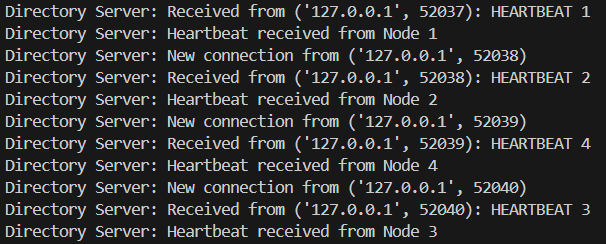 Directory Server: Received from ('127.0.0.1', 52037): HEARTBEAT 1
Directory Server: Heartbeat received from Node 1
Directory Server: New connection from ('127.0.0.1', 52038)
Directory Server: Received from ('127.0.0.1', 52038): HEARTBEAT 2
Directory Server: Heartbeat received from Node 2
Directory Server: New connection from ('127.0.0.1', 52039)
Directory Server: Received from ('127.0.0.1', 52039): HEARTBEAT 4
Directory Server: Heartbeat received from Node 4
Directory Server: New connection from ('127.0.0.1', 52040)
Directory Server: Received from ('127.0.0.1', 52040): HEARTBEAT 3
Directory Server: Heartbeat received from Node 3